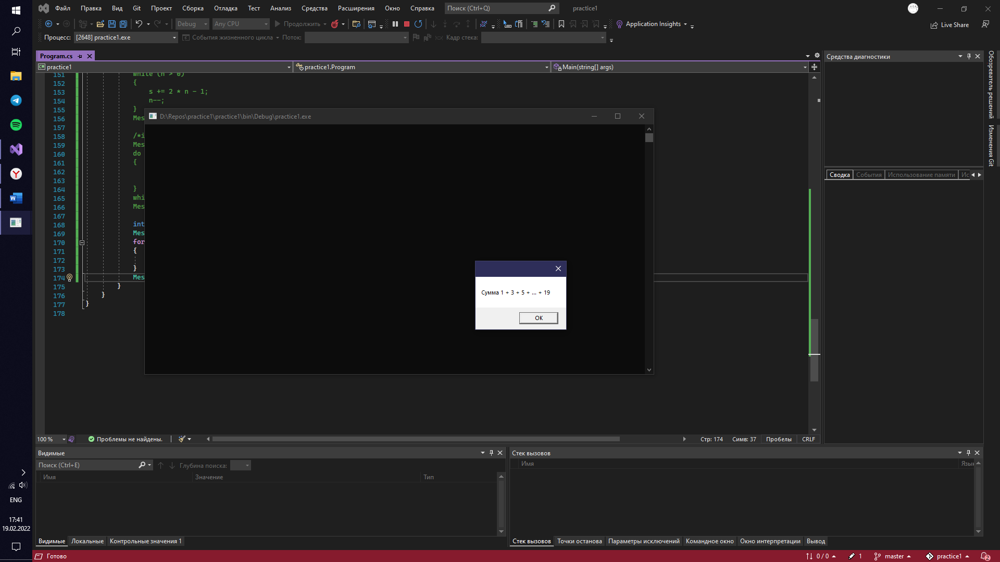 Файл Правка Вид Git Проект Сборка Отладка Тест Анализ Средства Расширения Окно Справка Поиск (Ctrl+Q) practice1
Debug Any CPU Продолжить Application Insights Live Share
Процесс: [2648] practice1.exe События жизненного цикла Поток: Кадр стека:
Program.cs
practice1 practice1.Program Main(string[] args)
151 while (n > 0)
152 {
153 s += 2 * n - 1;
154 n--;
155 }
156 Mes
157
158 /*i
159 Mes
160 do
161 {
162
163
164 }
165 whi
166 Mes
167
168 int
169 Mes
170 for
171 {
172
173 }
174 Mes
175 }
176 }
177 }
178
D:\Repos\practice1\practice1\bin\Debug\practice1.exe
Сумма 1 + 3 + 5 + ... + 19
OK
Средства диагностики
Сводка События Использование памяти Ис
Обозреватель решений
Изменения Git
100 % Проблемы не найдены. Стр: 174 Симв: 37 Пробелы CRLF
Видимые
Поиск (Ctrl+E) Глубина поиска:
Имя Значение Тип
Видимые Локальные Контрольные значения 1
Стек вызовов
Имя Язык
Стек вызовов Точки останова Параметры исключений Командное окно Окно интерпретации Вывод
Готово 0 / 0 1 master practice1 2
ENG
17:41
19.02.2022